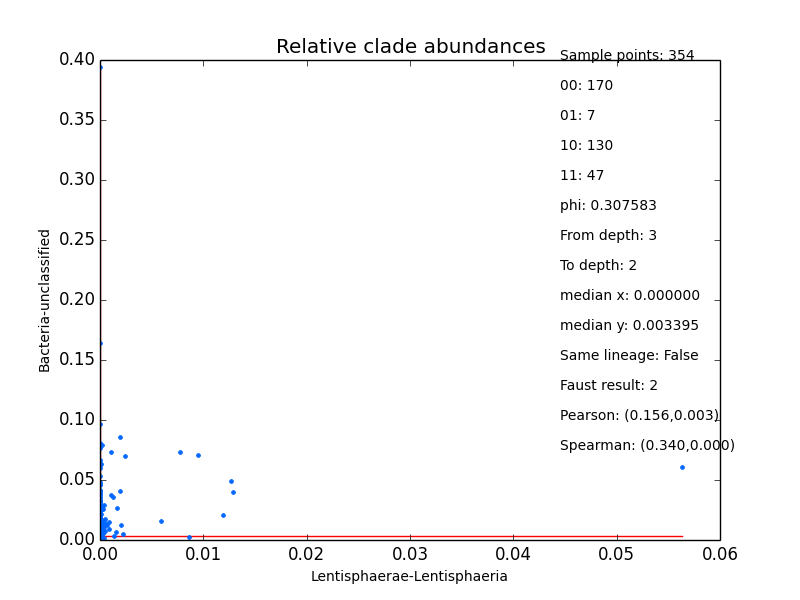 Relative clade abundances
Sample points: 354
00: 170
01: 7
10: 130
11: 47
phi: 0.307583
From depth: 3
To depth: 2
median x: 0.000000
median y: 0.003395
Same lineage: False
Faust result: 2
Pearson: (0.156,0.003)
Spearman: (0.340,0.000)
0.40
0.35
0.30
0.25
0.20
0.15
0.10
0.05
0.00
Bacteria-unclassified
0.00 0.01 0.02 0.03 0.04 0.05 0.06
Lentisphaerae-Lentisphaeria